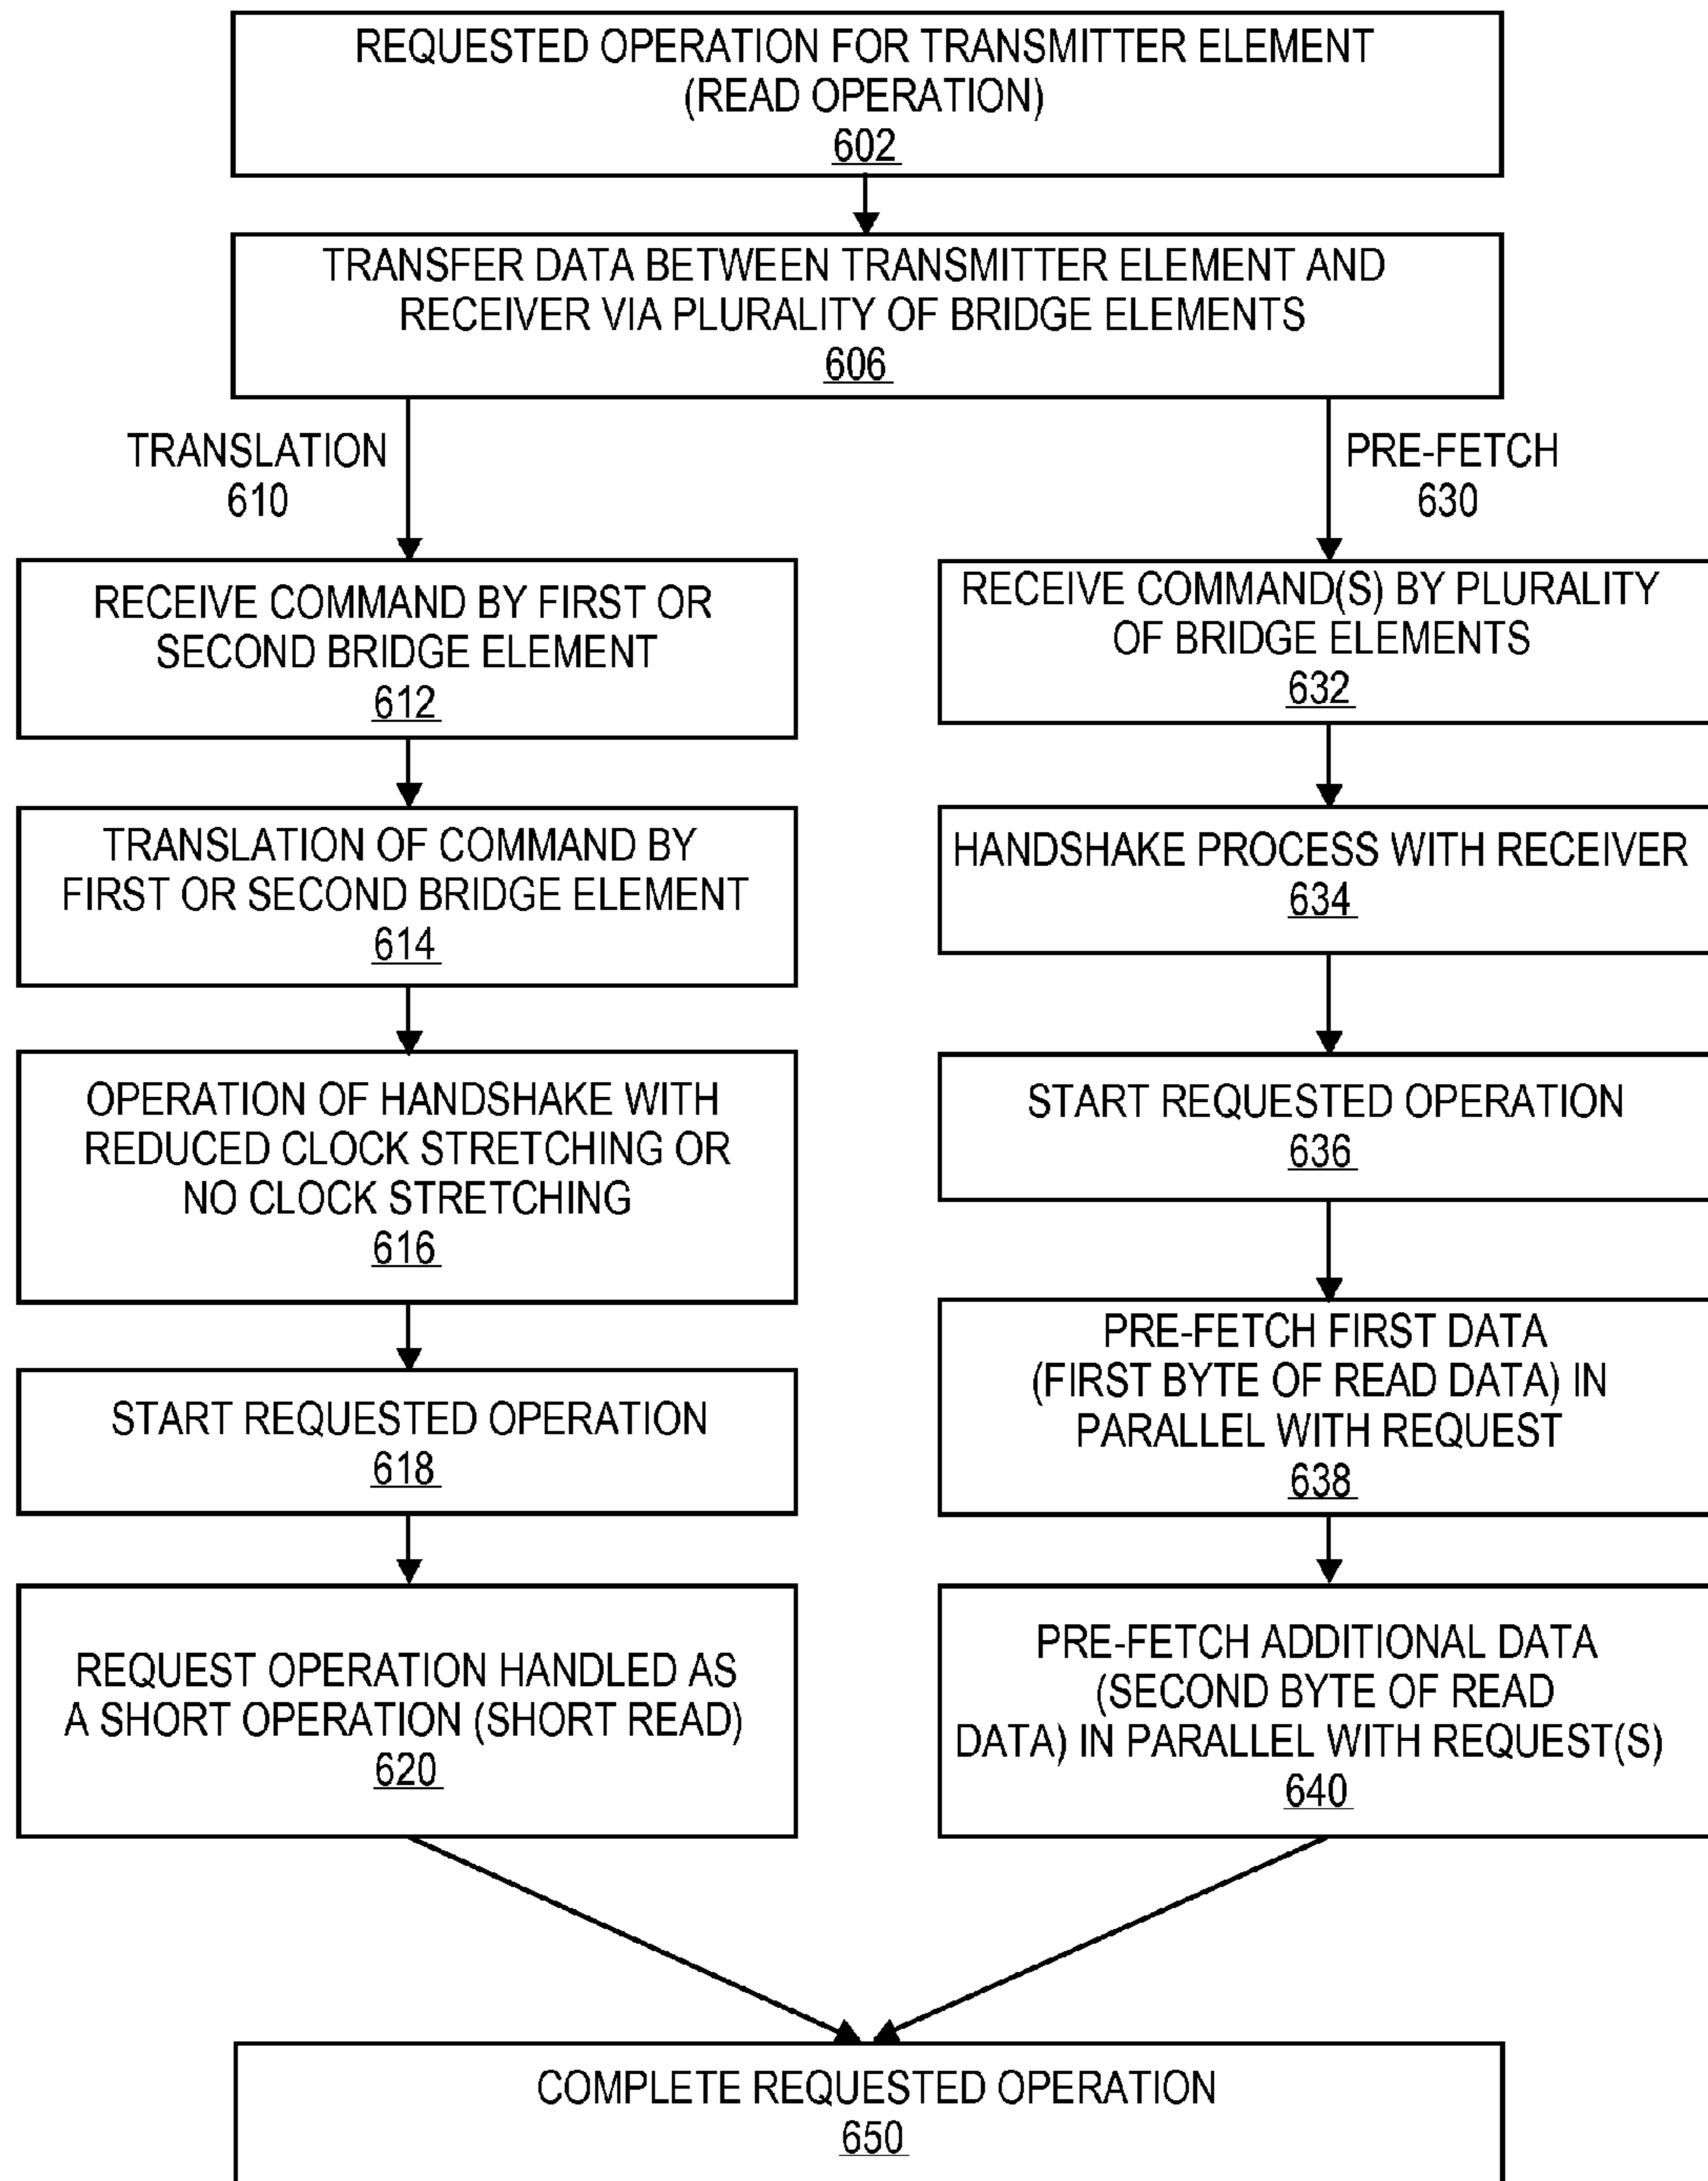 REQUESTED OPERATION FOR TRANSMITTER ELEMENT
(READ OPERATION)
602
TRANSFER DATA BETWEEN TRANSMITTER ELEMENT AND
RECEIVER VIA PLURALITY OF BRIDGE ELEMENTS
606
TRANSLATION
610
RECEIVE COMMAND BY FIRST OR
SECOND BRIDGE ELEMENT
612
TRANSLATION OF COMMAND BY
FIRST OR SECOND BRIDGE ELEMENT
614
OPERATION OF HANDSHAKE WITH
REDUCED CLOCK STRETCHING OR
NO CLOCK STRETCHING
616
START REQUESTED OPERATION
618
REQUEST OPERATION HANDLED AS
A SHORT OPERATION (SHORT READ)
620
PRE-FETCH
630
RECEIVE COMMAND(S) BY PLURALITY
OF BRIDGE ELEMENTS
632
HANDSHAKE PROCESS WITH RECEIVER
634
START REQUESTED OPERATION
636
PRE-FETCH FIRST DATA
(FIRST BYTE OF READ DATA) IN
PARALLEL WITH REQUEST
638
PRE-FETCH ADDITIONAL DATA
(SECOND BYTE OF READ
DATA) IN PARALLEL WITH REQUEST(S)
640
COMPLETE REQUESTED OPERATION
650